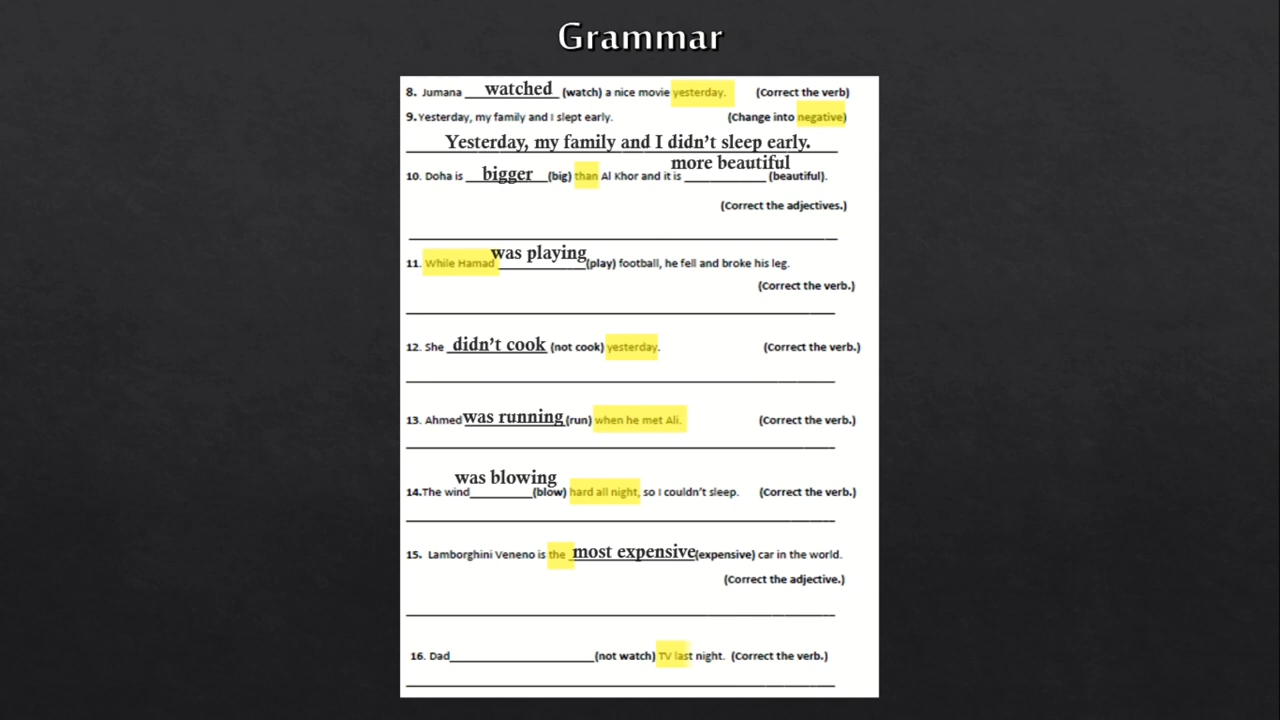 Grammar
8. Jumana watched (watch) a nice movie yesterday. (Correct the verb)
9. Yesterday, my family and I slept early. (Change into negative)
Yesterday, my family and I didn't sleep early.
more beautiful
10. Doha is bigger (big) than Al Khor and it is ____________ (beautiful).
(Correct the adjectives.)
was playing
11. While Hamad ____________(play) football, he fell and broke his leg.
(Correct the verb.)
12. She didn't cook (not cook) yesterday. (Correct the verb.)
13. Ahmed was running (run) when he met Ali. (Correct the verb.)
was blowing
14.The wind_________(blow) hard all night, so I couldn't sleep. (Correct the verb.)
15. Lamborghini Veneno is the most expensive(expensive) car in the world.
(Correct the adjective.)
16. Dad____________________(not watch) TV last night. (Correct the verb.)